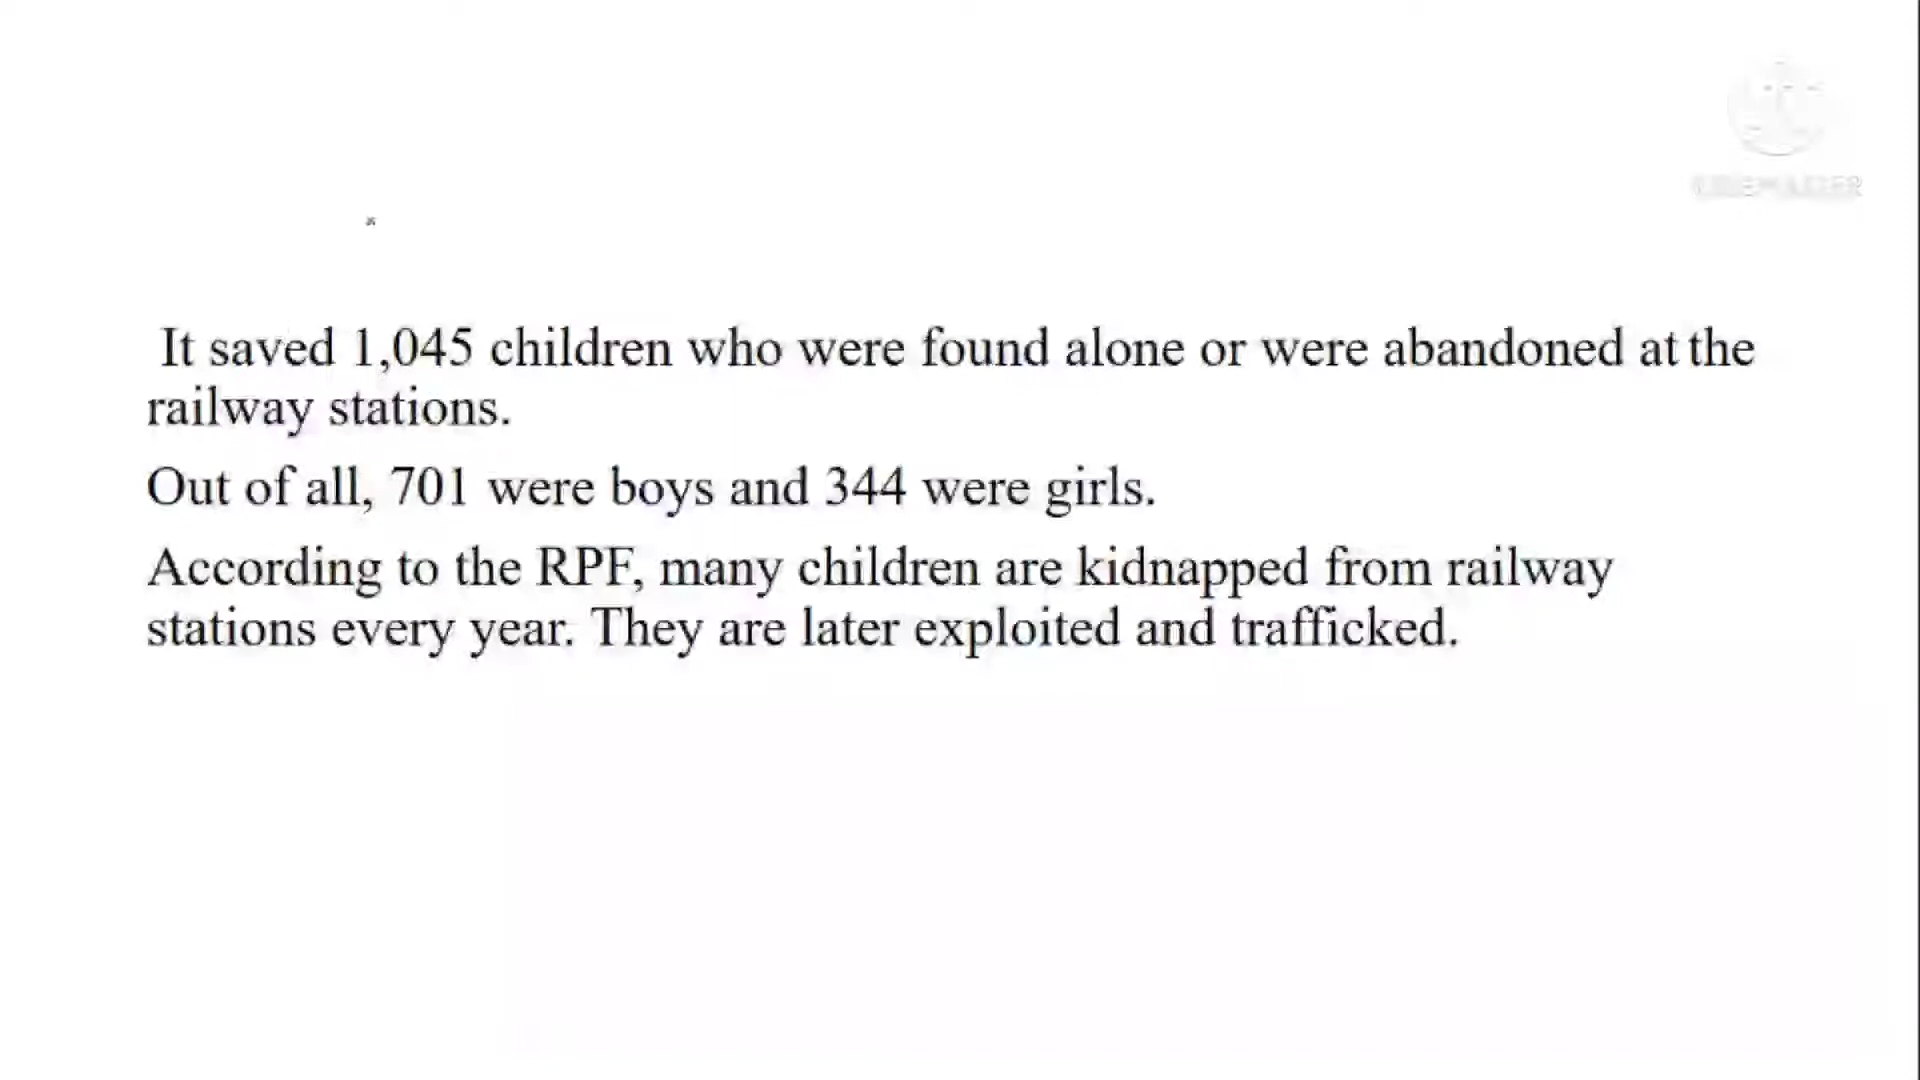 It saved 1,045 children who were found alone or were abandoned at the
railway stations.
Out of all, 701 were boys and 344 were girls.
According to the RPF, many children are kidnapped from railway
stations every year. They are later exploited and trafficked.